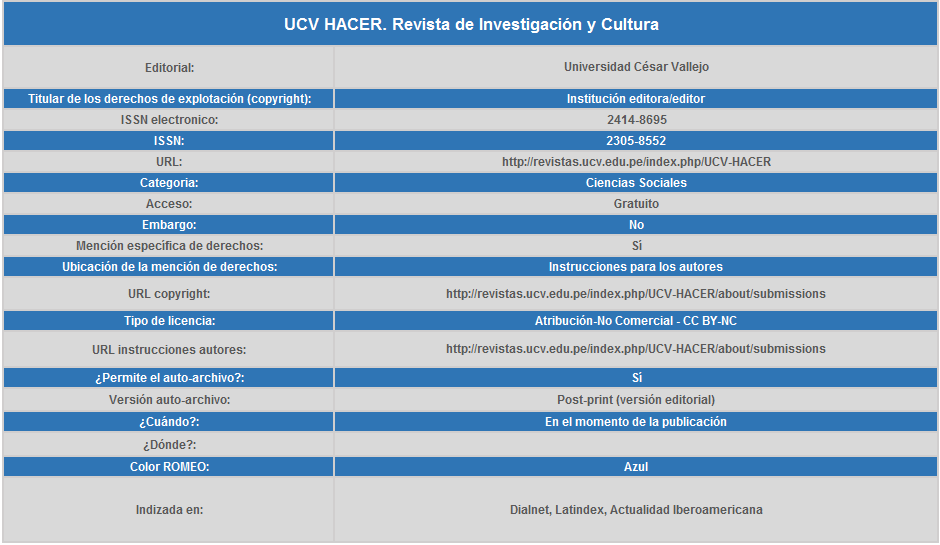 UCV HACER. Revista de Investigación y Cultura
Editorial: Universidad César Vallejo
Titular de los derechos de explotación (copyright): Institución editora/editor
ISSN electronico: 2414-8695
ISSN: 2305-8552
URL: http://revistas.ucv.edu.pe/index.php/UCV-HACER
Categoria: Ciencias Sociales
Acceso: Gratuito
Embargo: No
Mención específica de derechos: Sí
Ubicación de la mención de derechos: Instrucciones para los autores
URL copyright: http://revistas.ucv.edu.pe/index.php/UCV-HACER/about/submissions
Tipo de licencia: Atribución-No Comercial - CC BY-NC
URL instrucciones autores: http://revistas.ucv.edu.pe/index.php/UCV-HACER/about/submissions
¿Permite el auto-archivo?: Sí
Versión auto-archivo: Post-print (versión editorial)
¿Cuándo?: En el momento de la publicación
¿Dónde?:
Color ROMEO: Azul
Indizada en: Dialnet, Latindex, Actualidad Iberoamericana